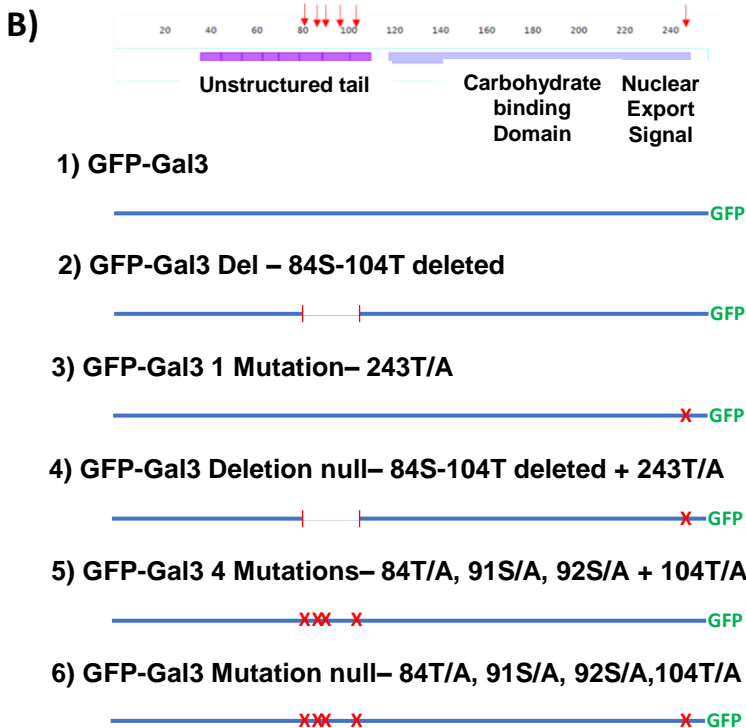 B)
20 40 60 80 100 120 140 160 180 200 220 240
Unstructured tail
Carbohydrate
binding
Domain
Nuclear
Export
Signal
1) GFP-Gal3
GFP
2) GFP-Gal3 Del – 84S-104T deleted
GFP
3) GFP-Gal3 1 Mutation– 243T/A
X GFP
4) GFP-Gal3 Deletion null– 84S-104T deleted + 243T/A
X GFP
5) GFP-Gal3 4 Mutations– 84T/A, 91S/A, 92S/A + 104T/A
X X X X GFP
6) GFP-Gal3 Mutation null– 84T/A, 91S/A, 92S/A,104T/A
X X X X X GFP